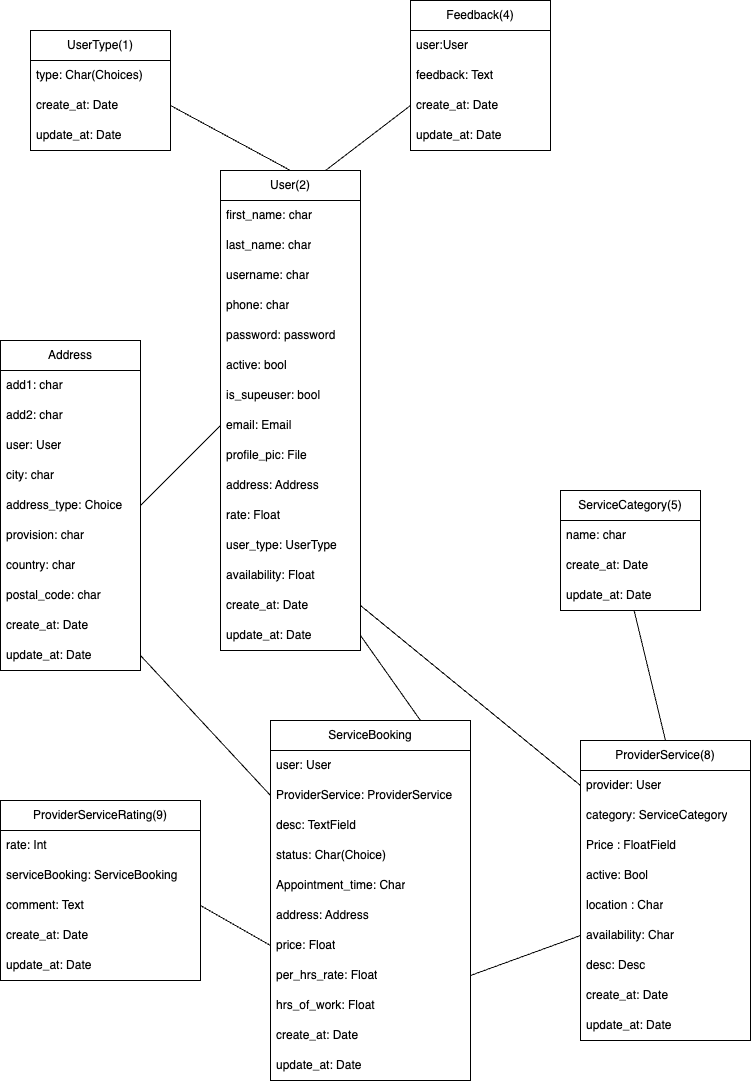 UserType(1)
type: Char(Choices)
create_at: Date
update_at: Date
Feedback(4)
user:User
feedback: Text
create_at: Date
update_at: Date
User(2)
first_name: char
last_name: char
username: char
phone: char
password: password
active: bool
is_supeuser: bool
email: Email
profile_pic: File
address: Address
rate: Float
user_type: UserType
availability: Float
create_at: Date
update_at: Date
Address
add1: char
add2: char
user: User
city: char
address_type: Choice
provision: char
country: char
postal_code: char
create_at: Date
update_at: Date
ServiceCategory(5)
name: char
create_at: Date
update_at: Date
ServiceBooking
user: User
ProviderService: ProviderService
desc: TextField
status: Char(Choice)
Appointment_time: Char
address: Address
price: Float
per_hrs_rate: Float
hrs_of_work: Float
create_at: Date
update_at: Date
ProviderService(8)
provider: User
category: ServiceCategory
Price : FloatField
active: Bool
location : Char
availability: Char
desc: Desc
create_at: Date
update_at: Date
ProviderServiceRating(9)
rate: Int
serviceBooking: ServiceBooking
comment: Text
create_at: Date
update_at: Date